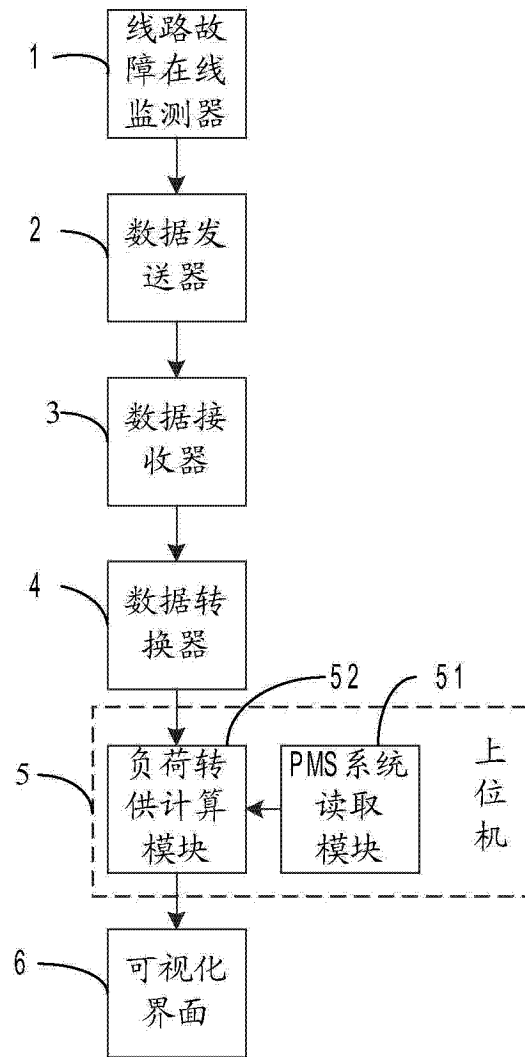 1
线路故
障在线
监测器
2
数据发
送器
3
数据接
收器
4
数据转
换器
52
51
5
负荷转
供计算
模块
PMS系统
读取
模块
上
位
机
6
可视化
界面